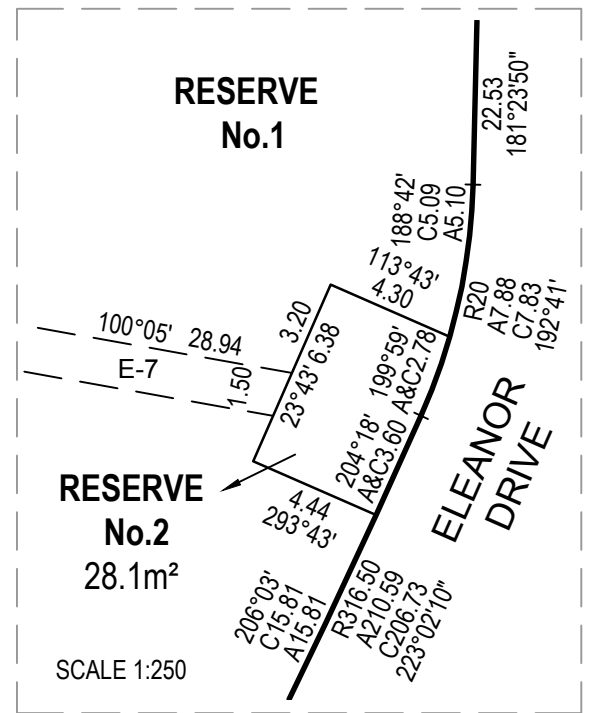 RESERVE
No.1
22.53
181°23'50"
188°42'
C5.09
A5.10
113°43'
4.30
R20
A7.88
C7.83
192°41'
100°05' 28.94
E-7
3.20
1.50
23°43' 6.38
199°59'
A&C2.78
204°18'
A&C3.60
ELEANOR
DRIVE
RESERVE
No.2
28.1m²
4.44
293°43'
206°03'
C15.81
A15.81
R316.50
A210.59
C206.73
223°02'10"
SCALE 1:250